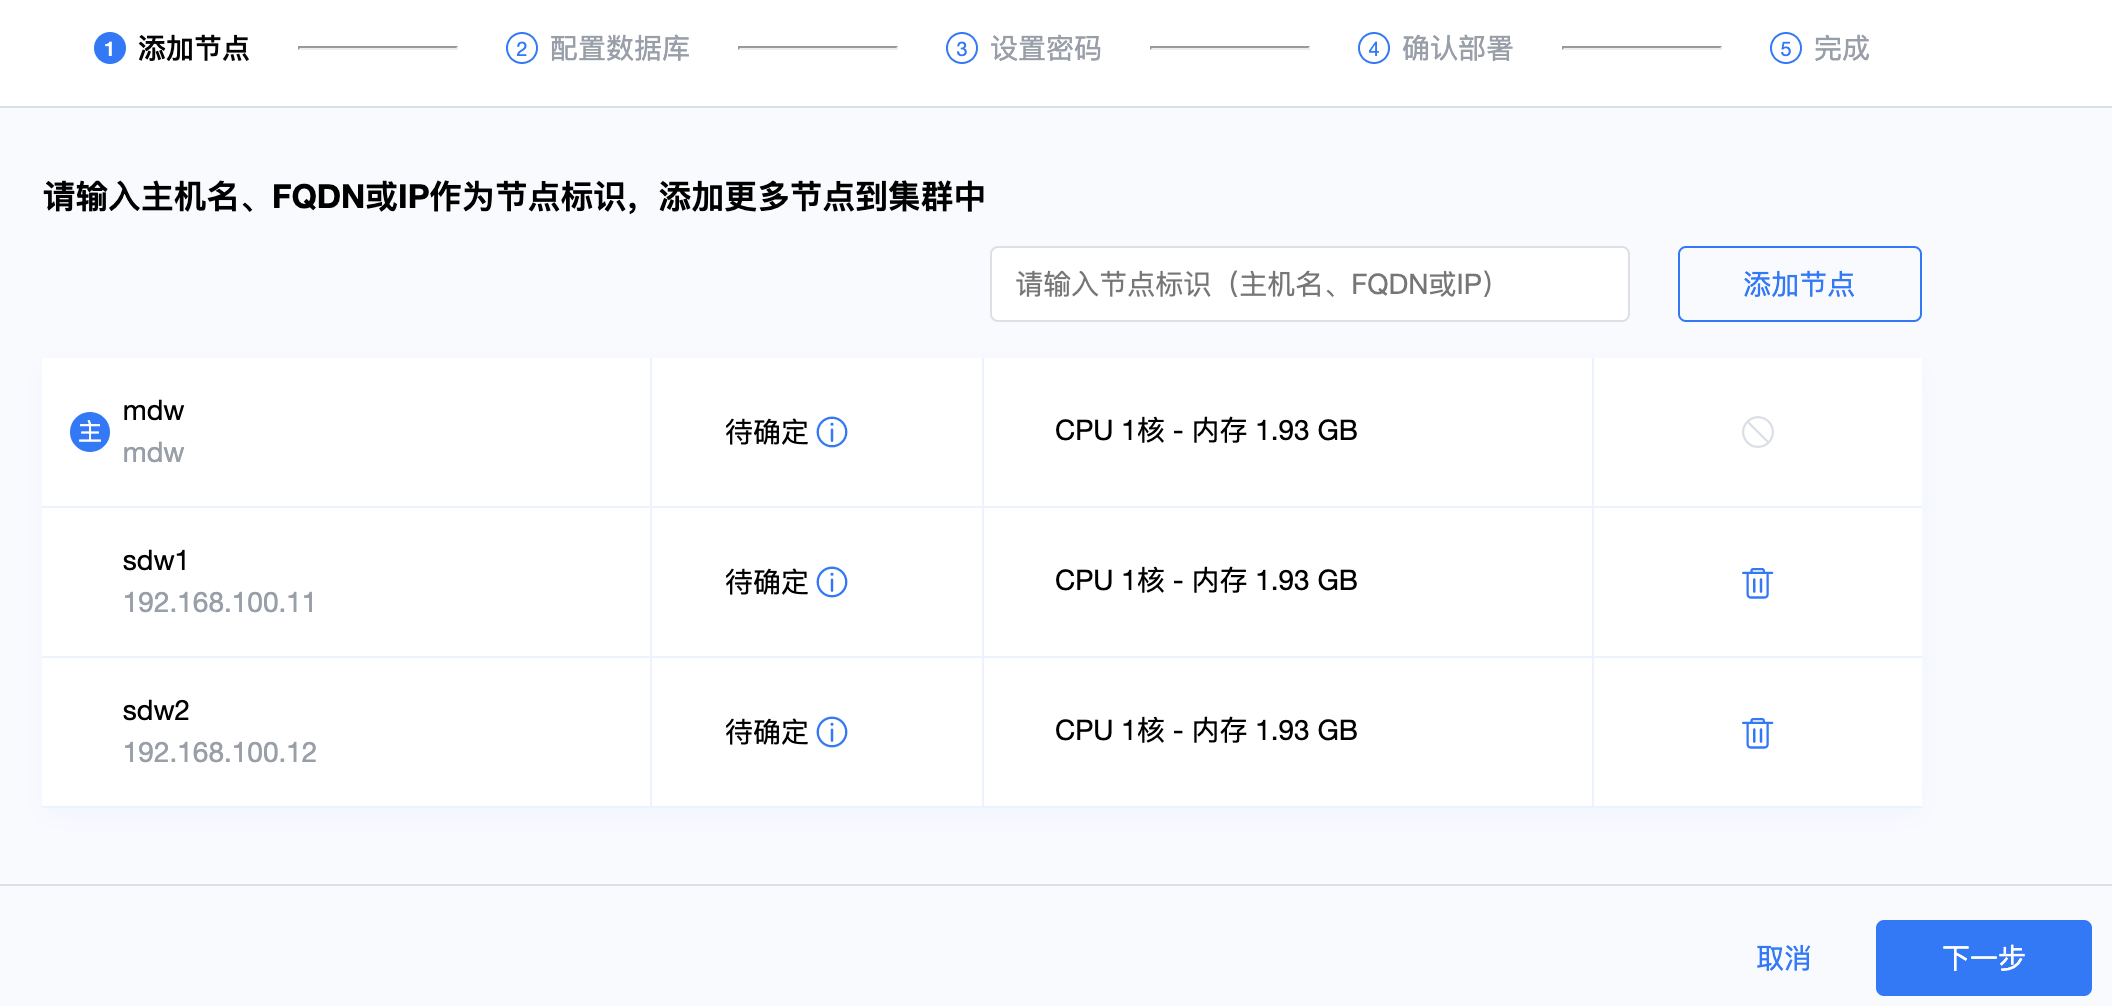 1 添加节点 2 配置数据库 3 设置密码 4 确认部署 5 完成
请输入主机名、FQDN或IP作为节点标识，添加更多节点到集群中
请输入节点标识（主机名、FQDN或IP） 添加节点
主 mdw
mdw
待确定 CPU 1核 - 内存 1.93 GB
sdw1
192.168.100.11
待确定 CPU 1核 - 内存 1.93 GB
sdw2
192.168.100.12
待确定 CPU 1核 - 内存 1.93 GB
取消 下一步